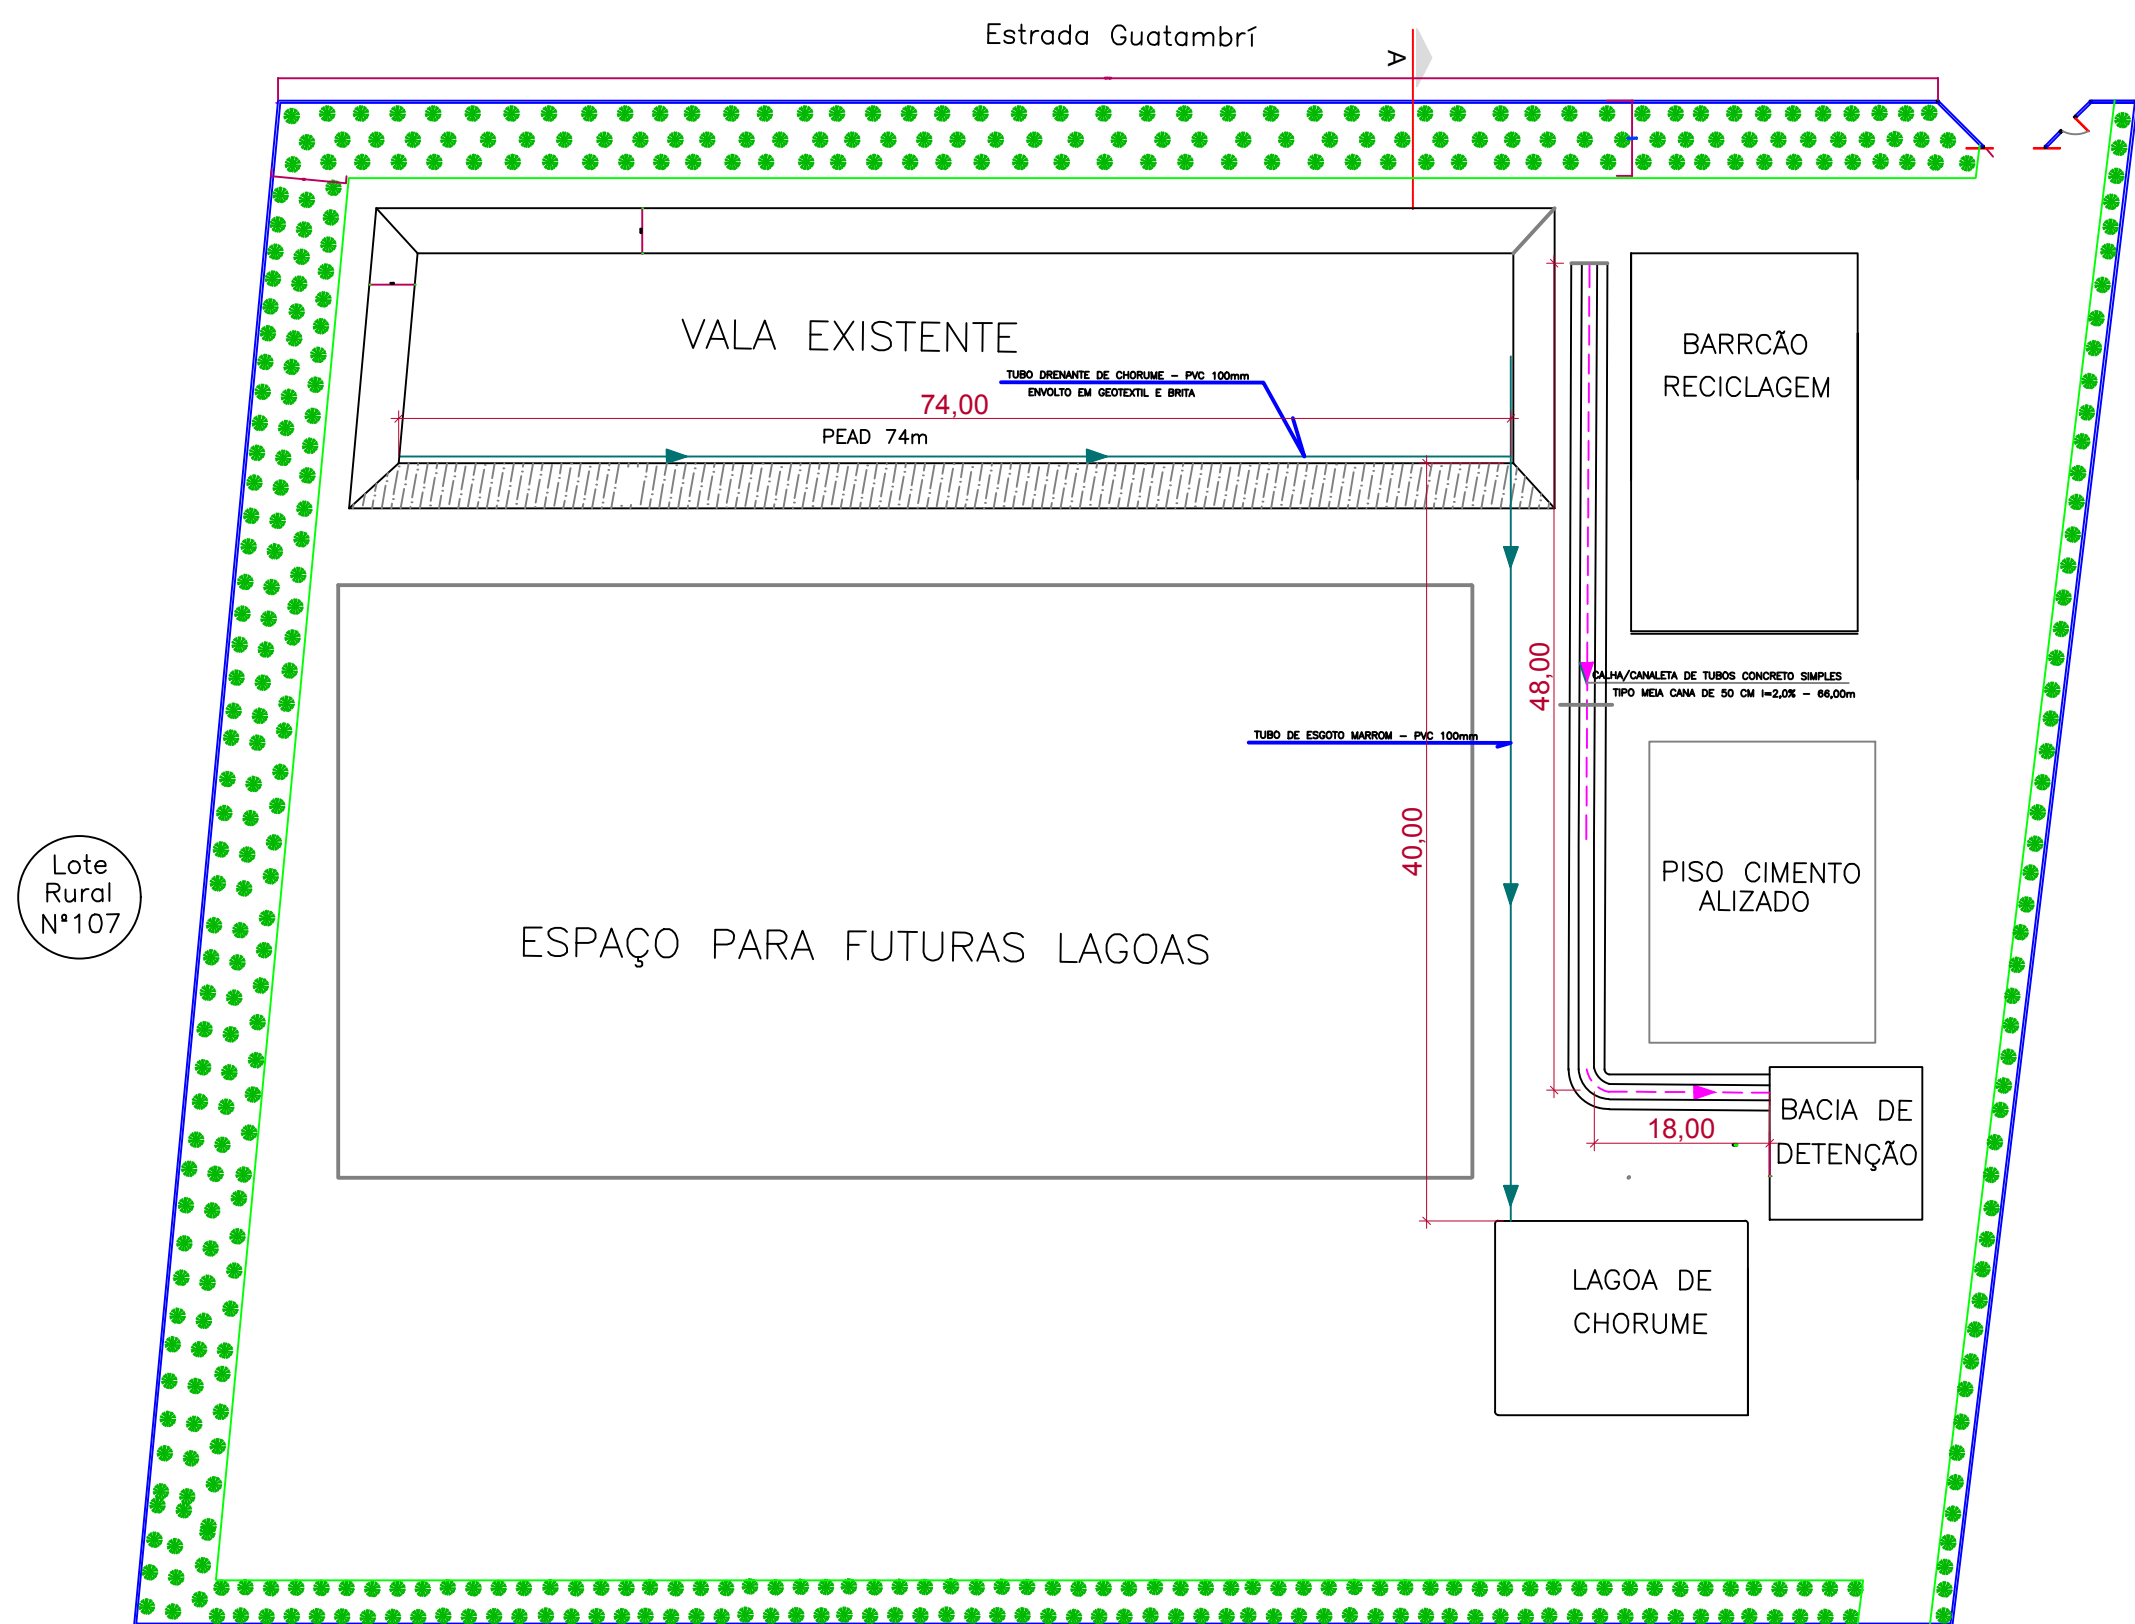 Estrada Guatambrí
A
VALA EXISTENTE
TUBO DRENANTE DE CHORUME - PVC 100mm
ENVOLTO EM GEOTEXTIL E BRITA
74,00
PEAD 74m
BARRCÃO
RECICLAGEM
48,00
CALHA/CANALETA DE TUBOS CONCRETO SIMPLES
TIPO MEIA CANA DE 50 CM I=2,0% - 66,00m
TUBO DE ESGOTO MARROM - PVC 100mm
40,00
PISO CIMENTO
ALIZADO
Lote
Rural
Nª107
ESPAÇO PARA FUTURAS LAGOAS
18,00
BACIA DE
DETENÇÃO
LAGOA DE
CHORUME